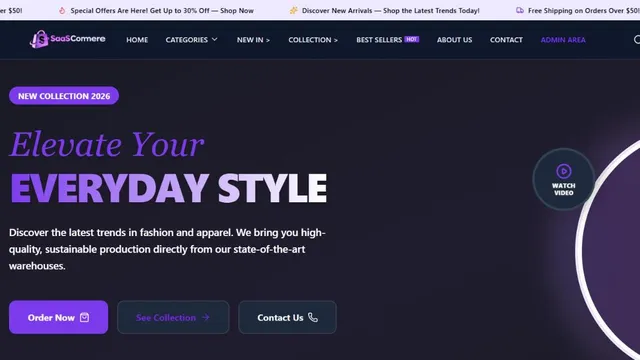 er $50!
Special Offers Are Here! Get Up to 30% Off — Shop Now
Discover New Arrivals — Shop the Latest Trends Today!
Free Shipping on Orders Over $50!
SaaSCormere
HOME
CATEGORIES
NEW IN >
COLLECTION >
BEST SELLERS HOT
ABOUT US
CONTACT
ADMIN AREA
NEW COLLECTION 2026
Elevate Your
EVERYDAY STYLE
WATCH
VIDEO
Discover the latest trends in fashion and apparel. We bring you high-
quality, sustainable production directly from our state-of-the-art
warehouses.
Order Now
See Collection →
Contact Us